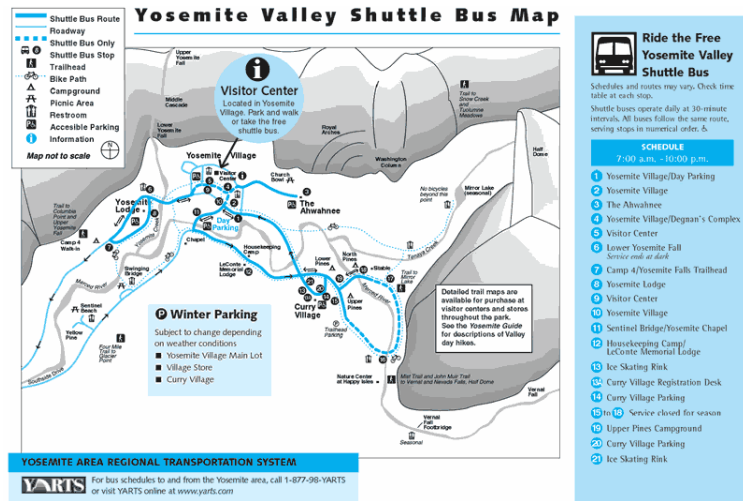 Yosemite Valley Shuttle Bus Map
Shuttle Bus Route
Roadway
Shuttle Bus Only
8 Shuttle Bus Stop
Trailhead
Bike Path
Campground
Picnic Area
Restroom
Accesible Parking
Information
Map not to scale
N
i
Visitor Center
Located in Yosemite
Village. Park and walk
or take the free
shuttle bus.
Upper
Yosemite
Fall
Middle
Cascade
Lower
Yosemite
Fall
Royal
Arches
Washington
Column
Trail to
Snow Creek
and
Tuolumne
Meadows
Half
Dome
Yosemite Village
Visitor
Center
Church
Bowl
The
Ahwahnee
No bicycles
beyond this
point
Mirror Lake
(seasonal)
Trail to
Columbia
Point and
Upper
Yosemite
Fall
Yosemite
Lodge
Camp 4
Walk-in
Yosemite Creek
Day
Parking
Chapel
Housekeeping
Camp
LeConte
Memorial
Lodge
Tenaya Creek
Swinging
Bridge
Merced River
Sentinel
Beach
Yellow
Pine
Four Mile
Trail to
Glacier
Point
Southside Drive
Lower
Pines
North
Pines
Stable
Trail to
Mirror
Lake
Merced River
Upper
Pines
Curry
Village
Trailhead
Parking
Nature Center
at Happy Isles
Mist Trail and John Muir Trail
to Vernal and Nevada Falls, Half Dome
Vernal
Fall
Vernal
Fall
Footbridge
Seasonal
Detailed trail maps are
available for purchase at
visitor centers and stores
throughout the park.
See the Yosemite Guide
for descriptions of Valley
day hikes.
P Winter Parking
Subject to change depending
on weather conditions
Yosemite Village Main Lot
Village Store
Curry Village
YOSEMITE AREA REGIONAL TRANSPORTATION SYSTEM
YARTS
For bus schedules to and from the Yosemite area, call 1-877-98-YARTS
or visit YARTS online at www.yarts.com
Ride the Free
Yosemite Valley
Shuttle Bus
Schedules and routes may vary. Check time
table at each stop.
Shuttle buses operate daily at 30-minute
intervals. All buses follow the same route,
serving stops in numerical order.
SCHEDULE
7:00 a.m. -10:00 p.m.
1 Yosemite Village/Day Parking
2 Yosemite Village
3 The Ahwahnee
4 Yosemite Village/Degnan's Complex
5 Visitor Center
6 Lower Yosemite Fall
Service ends at dark
7 Camp 4/Yosemite Falls Trailhead
8 Yosemite Lodge
9 Visitor Center
10 Yosemite Village
11 Sentinel Bridge/Yosemite Chapel
12 Housekeeping Camp/
LeConte Memorial Lodge
13 Ice Skating Rink
13A Curry Village Registration Desk
14 Curry Village Parking
15 to 18 Service closed for season
19 Upper Pines Campground
20 Curry Village Parking
21 Ice Skating Rink